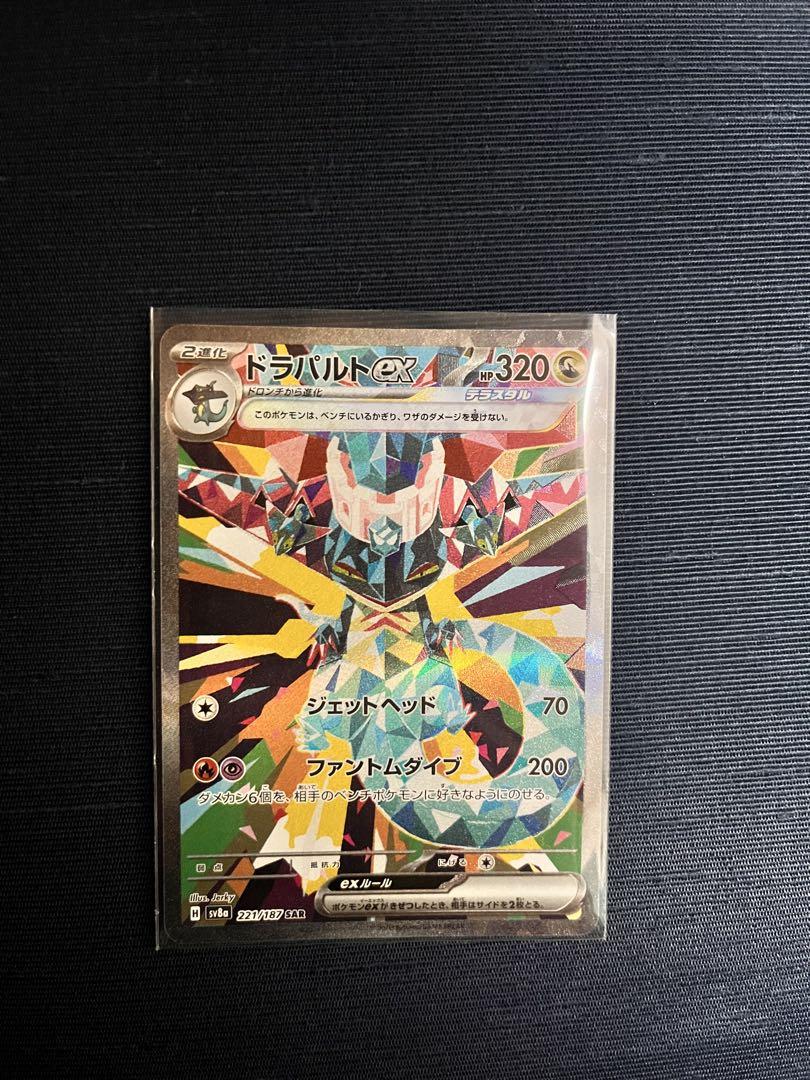 2進化
ドラパルトex
HP320
ドロンチから進化
テラスタル
このポケモンは、ベンチにいるかぎり、ワザのダメージを受けない。
ジェットヘッド 70
ファントムダイブ 200
ダメカン6個を、相手のベンチポケモンに好きなようにのせる。
弱点 抵抗力 にげる
exルール
ポケモンexがきぜつしたとき、相手はサイドを2枚とる。
Illus. Jerky
H sv8a 221/187 SAR